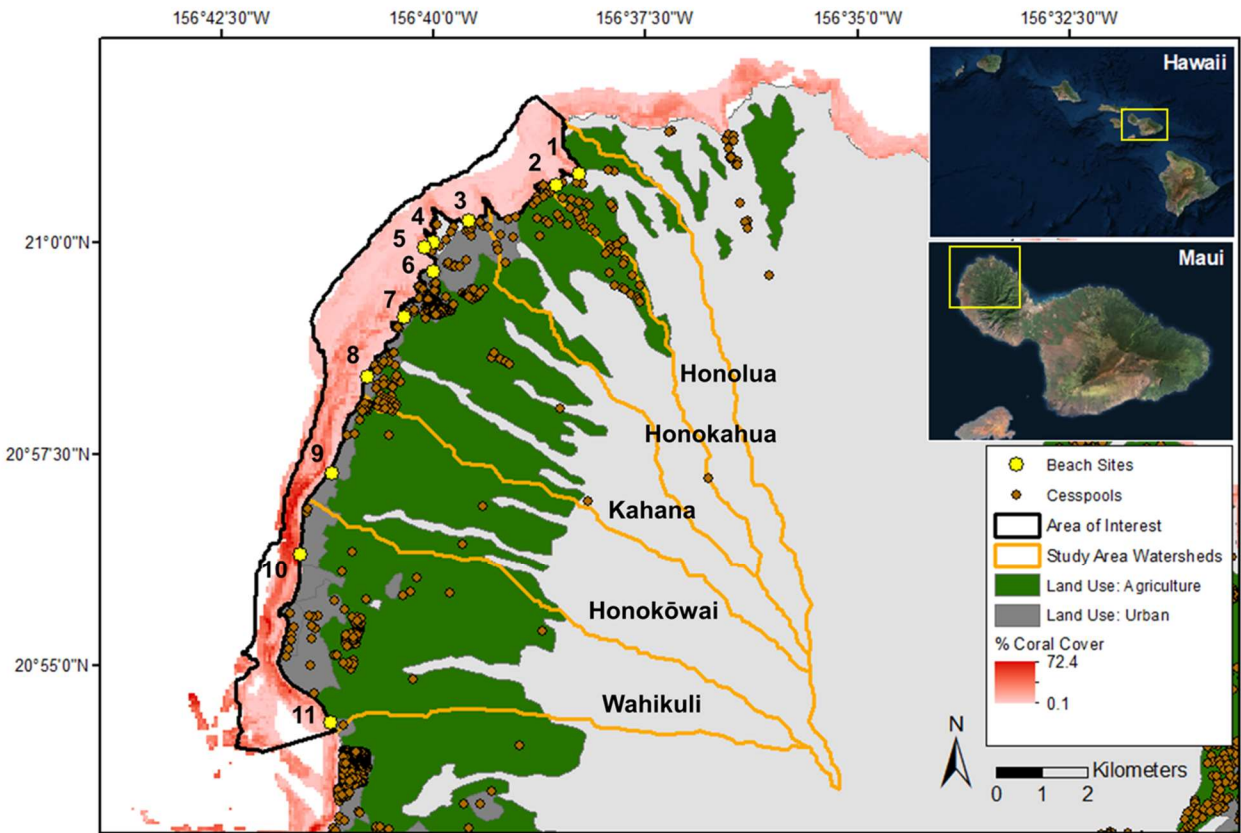 156°42'30"W
156°40'0"W
156°37'30"W
156°35'0"W
156°32'30"W
Hawaii
1
2
3
4
21°0'0"N
5
Maui
6
7
8
Honolua
Honokahua
20°57'30"N
9
Beach Sites
Cesspools
Kahana
Area of Interest
Study Area Watersheds
10
Land Use: Agriculture
Honokōwai
Land Use: Urban
% Coral Cover
20°55'0"N
72.4
0.1
Wahikuli
11
N
Kilometers
0 1 2